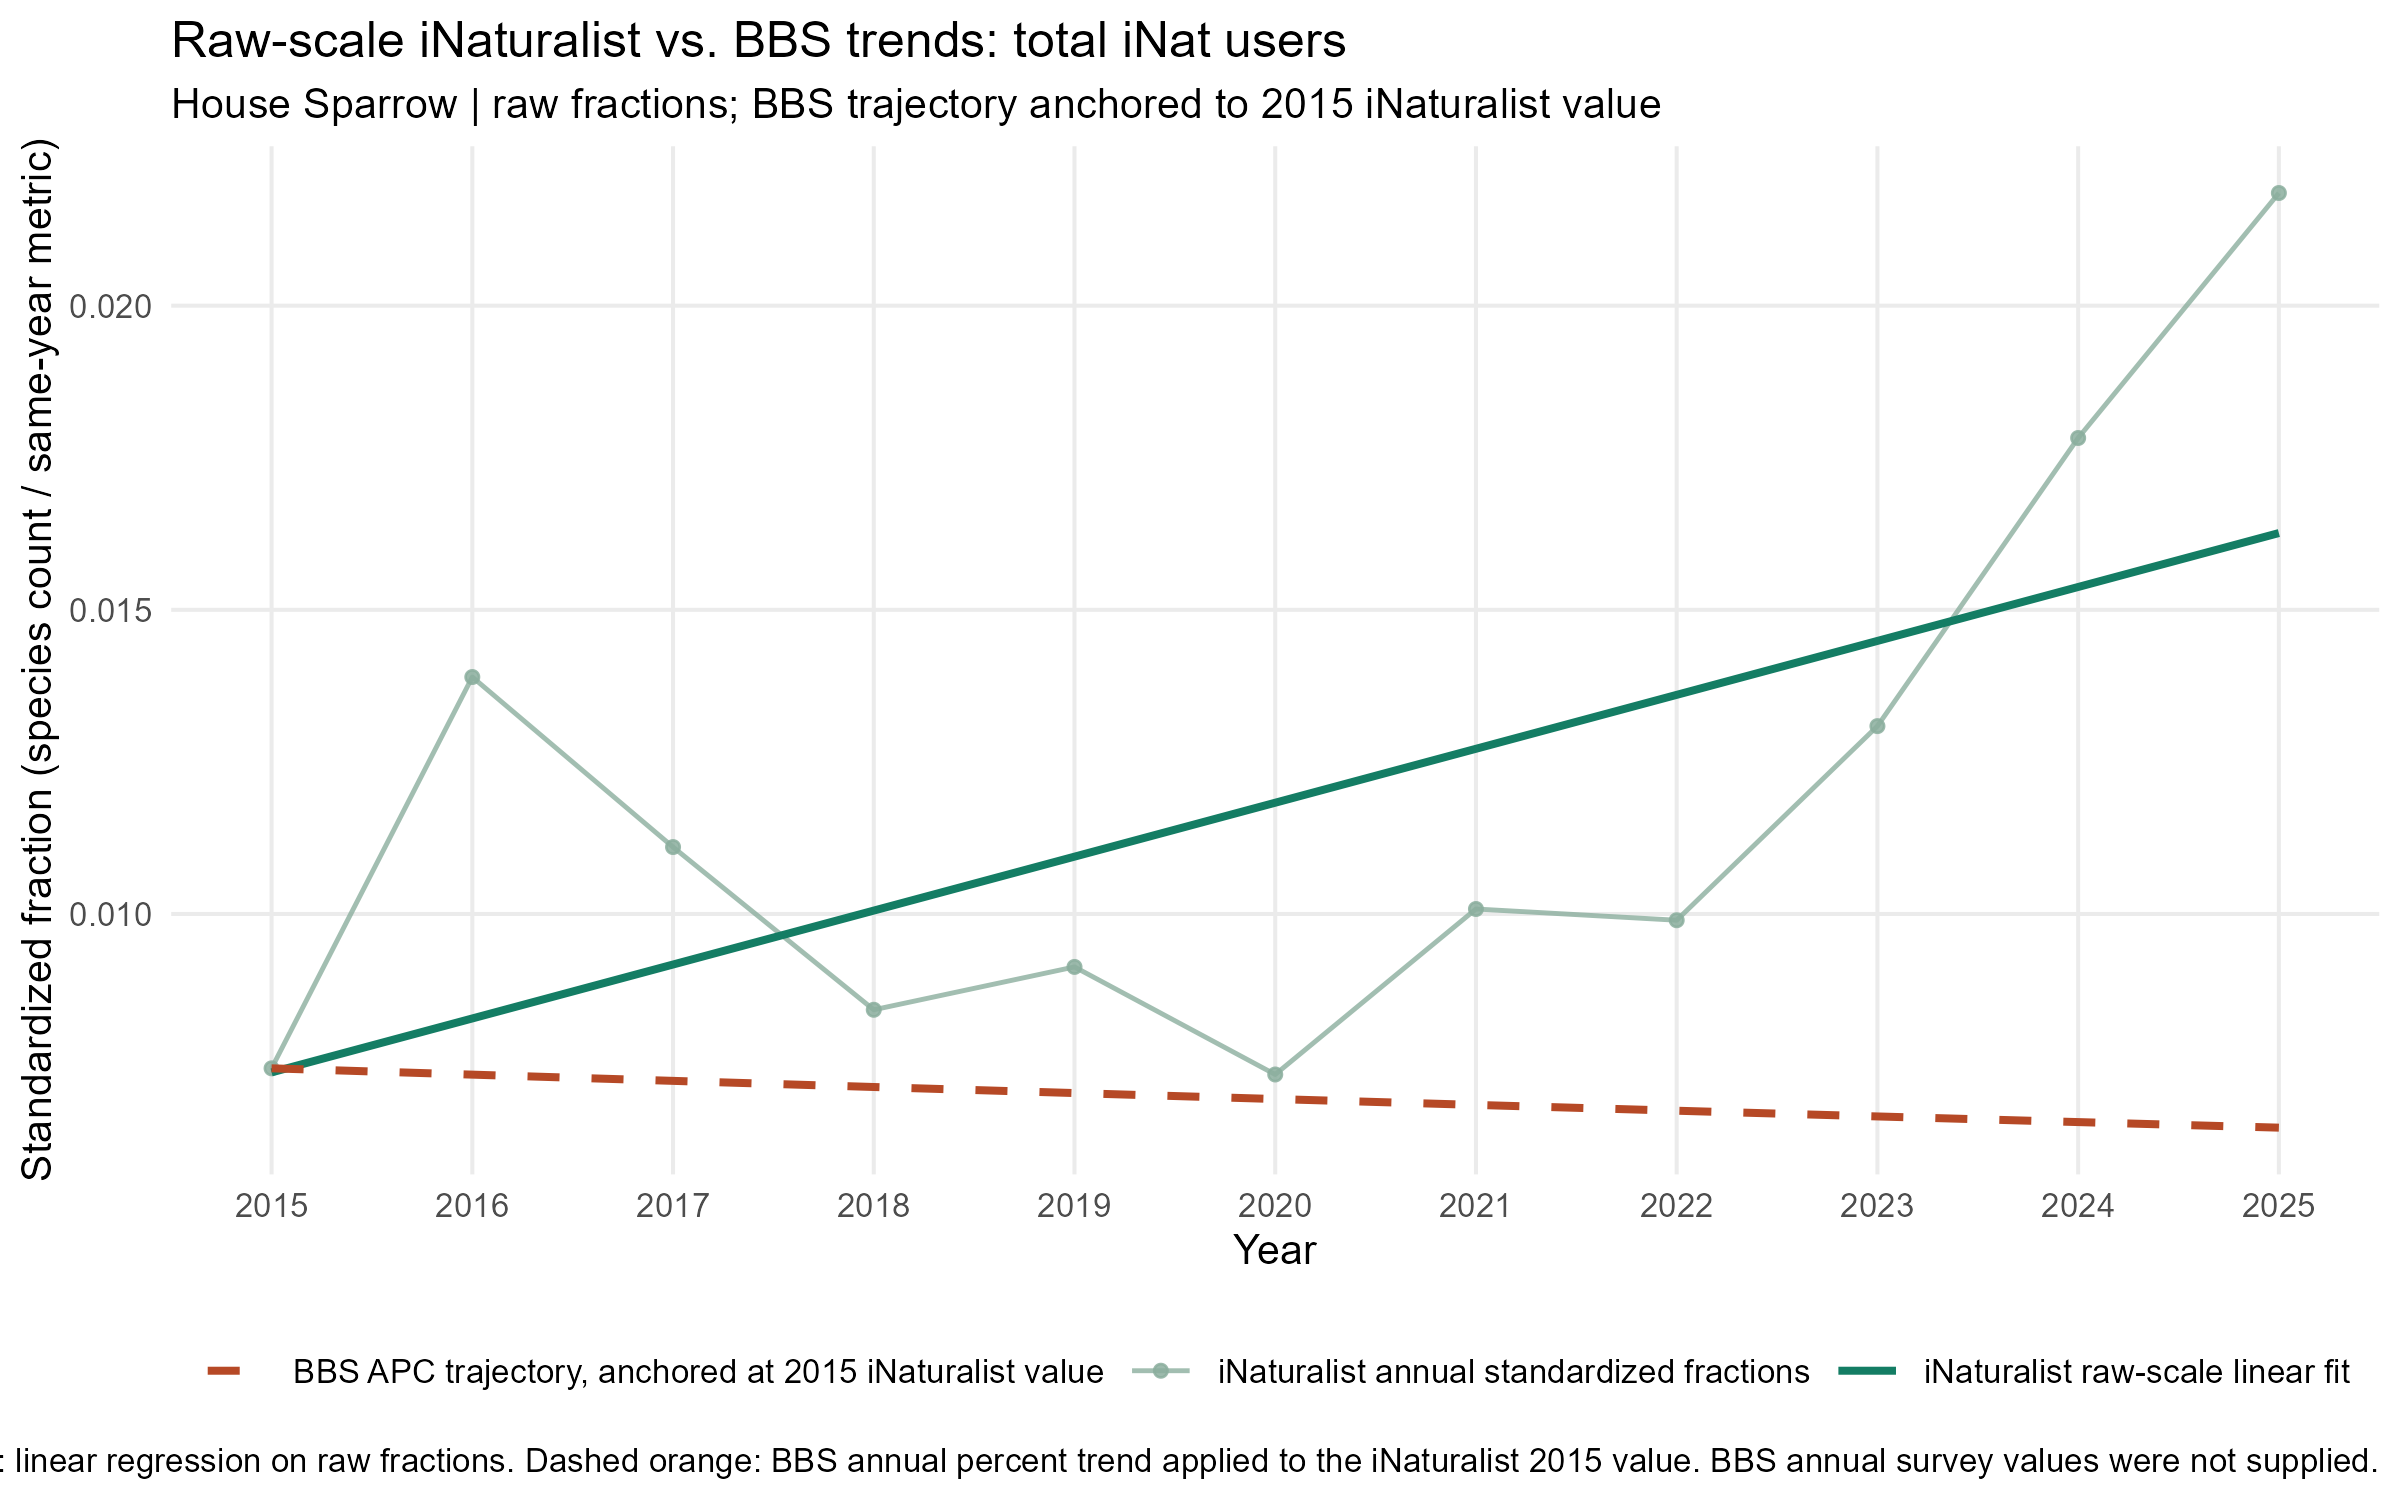 Raw-scale iNaturalist vs. BBS trends: total iNat users
House Sparrow | raw fractions; BBS trajectory anchored to 2015 iNaturalist value
Standardized fraction (species count / same-year metric)
0.020
0.015
0.010
2015 2016 2017 2018 2019 2020 2021 2022 2023 2024 2025
Year
BBS APC trajectory, anchored at 2015 iNaturalist value iNaturalist annual standardized fractions iNaturalist raw-scale linear fit
: linear regression on raw fractions. Dashed orange: BBS annual percent trend applied to the iNaturalist 2015 value. BBS annual survey values were not supplied.